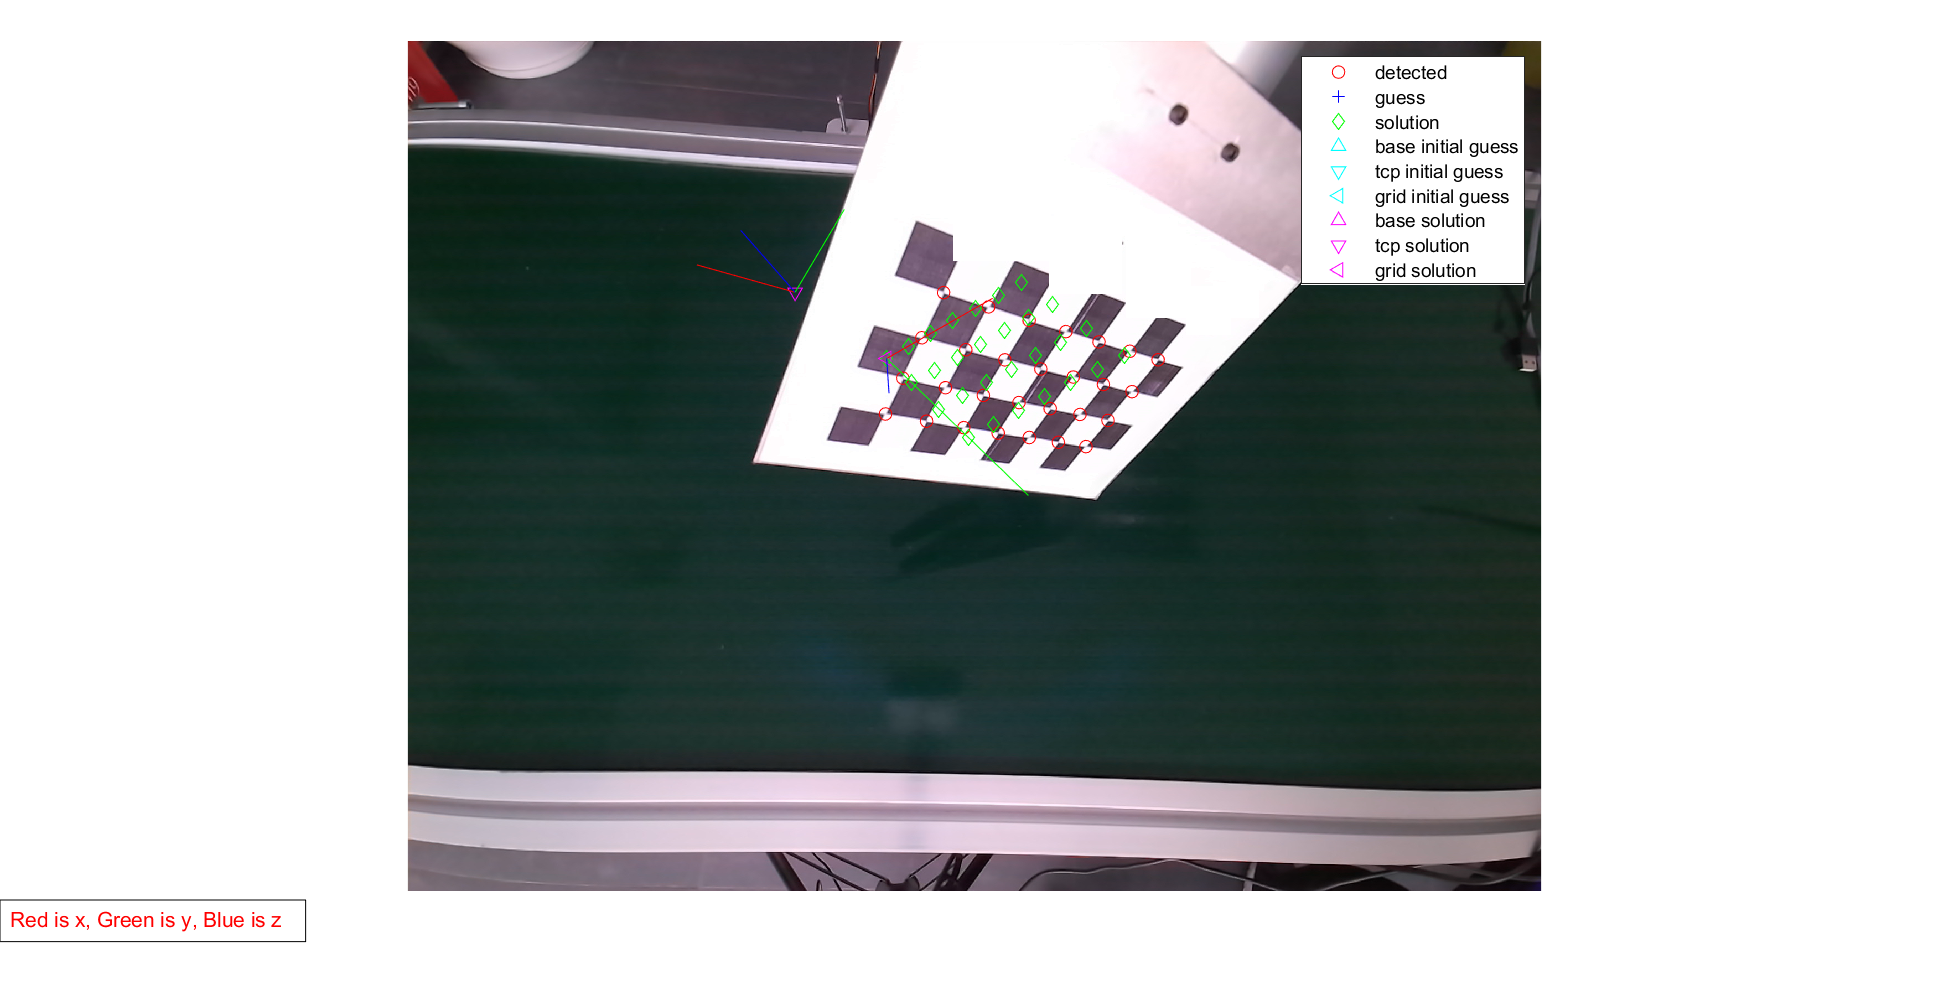 detected
guess
solution
base initial guess
tcp initial guess
grid initial guess
base solution
tcp solution
grid solution
Red is x, Green is y, Blue is z